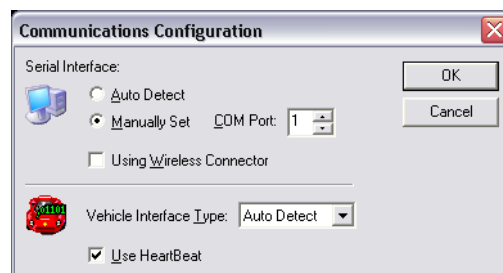 Communications Configuration
Serial Interface:
OK
Auto Detect
Manually Set COM Port: 1
Cancel
Using Wireless Connector
Vehicle Interface Type: Auto Detect
Use HeartBeat